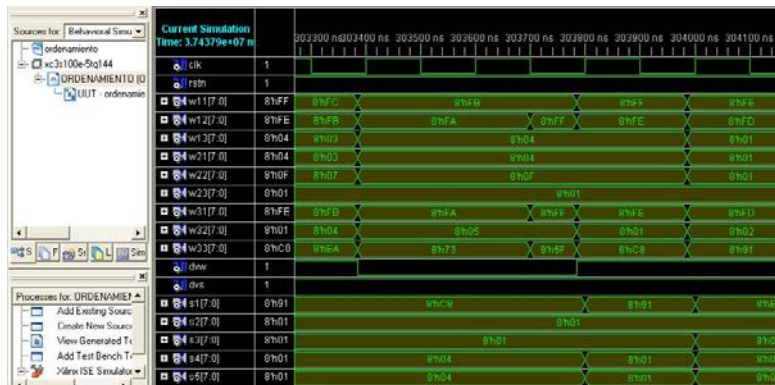 Sources for: Behavioral Simu
ordenamiento
xc3s100e-5tq144
ORDENAMIENTO (O
UUT - ordenamie
Processes for: ORDENAMIEN
Add Existing Sourc
Create New Sourc
View Generated Te
Add Test Bench T
Xilinx ISE Simulator
Current Simulation
Time: 3.74379e+07 n
303300 ns 303400 ns 303500 ns 303600 ns 303700 ns 303800 ns 303900 ns 304000 ns 304100 ns
clk 1
rstn 1
w11[7:0] 8'hFF 8'hFC 8'hFB 8'hFF 8'hFE
w12[7:0] 8'hFE 8'hFB 8'hFA 8'hFF 8'hFE 8'hFD
w13[7:0] 8'h04 8'h03 8'h04 8'h01
w21[7:0] 8'h04 8'h03 8'h04 8'h01
w22[7:0] 8'h0F 8'h07 8'h0F 8'h01
w23[7:0] 8'h01 8'h01
w31[7:0] 8'hFE 8'hFD 8'hFA 8'hFF 8'hFE 8'hFD
w32[7:0] 8'h01 8'h04 8'h05 8'h01 8'h02
w33[7:0] 8'hC8 8'hEA 8'h73 8'h5F 8'hC8 8'h91
dvw 1
dvs 1
s1[7:0] 8'h91 8'hC8 8'h91
s2[7:0] 8'h01 8'h01
s3[7:0] 8'h01 8'h01
s4[7:0] 8'h01 8'h04 8'h01
s5[7:0] 8'h01 8'h04 8'h01